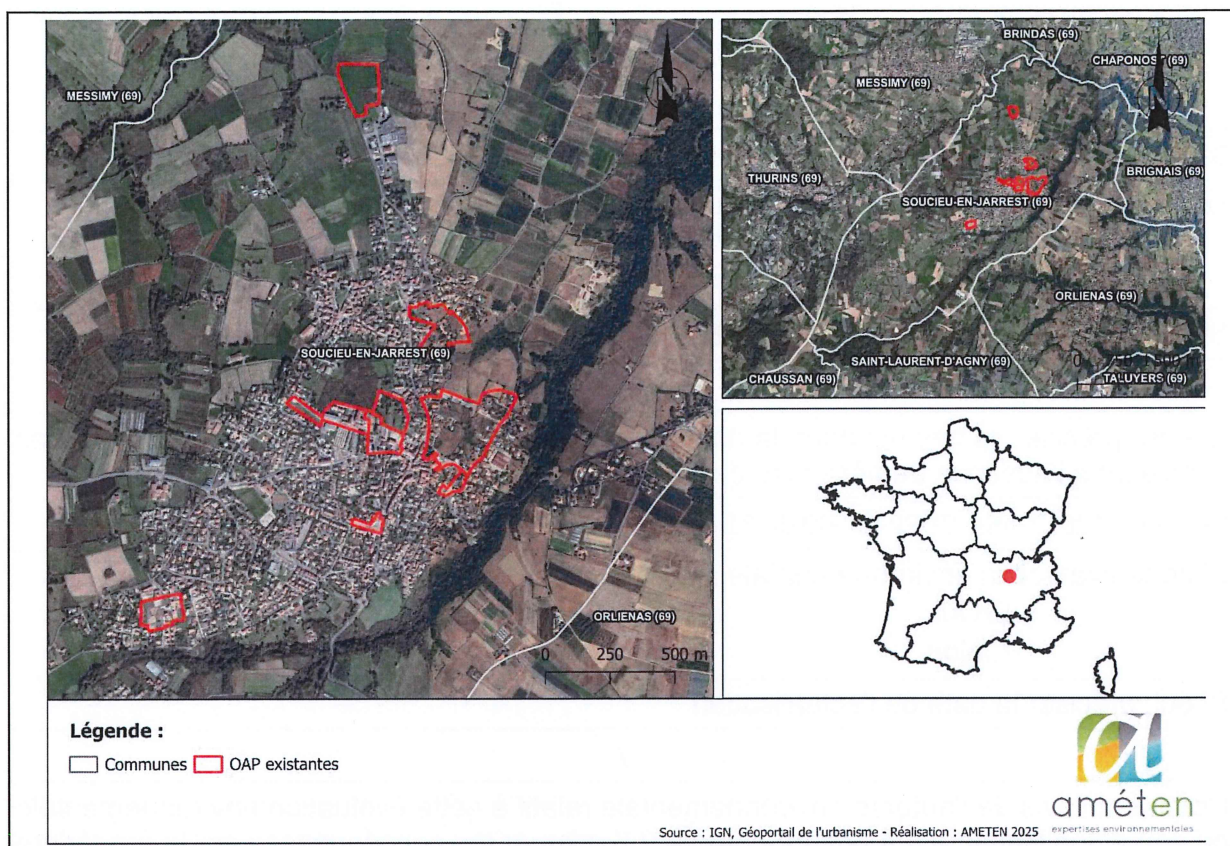 MESSIMY (69)
N
SOUCIEU-EN-JARREST (69)
ORLIENAS (69)
0 250 500 m
BRINDAS (69)
MESSIMY (69)
CHAPONOST (69)
N
THURINS (69)
BRIGNAIS (69)
SOUCIEU-EN-JARREST (69)
ORLIENAS (69)
SAINT-LAURENT-D'AGNY (69)
CHAUSSAN (69)
TALUYERS (69)
Légende :
Communes OAP existantes
améten
expertises environnementales
Source : IGN, Géoportail de l'urbanisme - Réalisation : AMETEN 2025